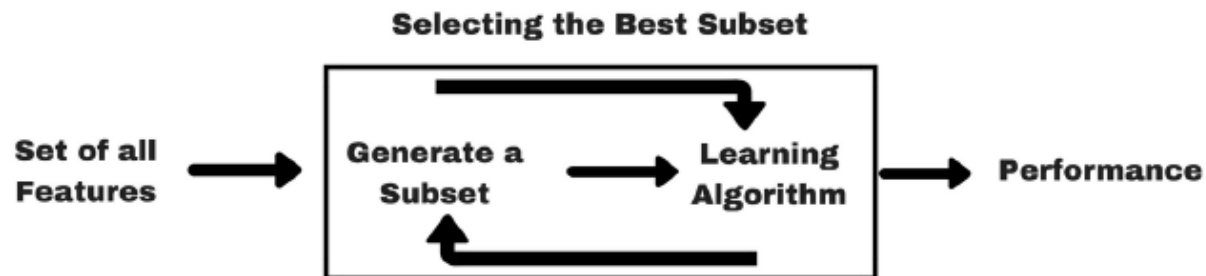 Selecting the Best Subset
Set of all
Features
Generate a
Subset
Learning
Algorithm
Performance